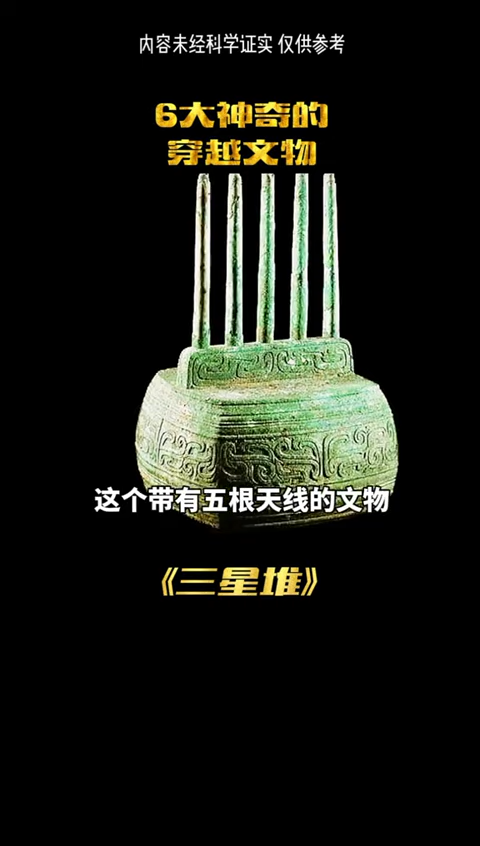 内容未经科学证实 仅供参考
6大神奇的
穿越文物
这个带有五根天线的文物
《三星堆》